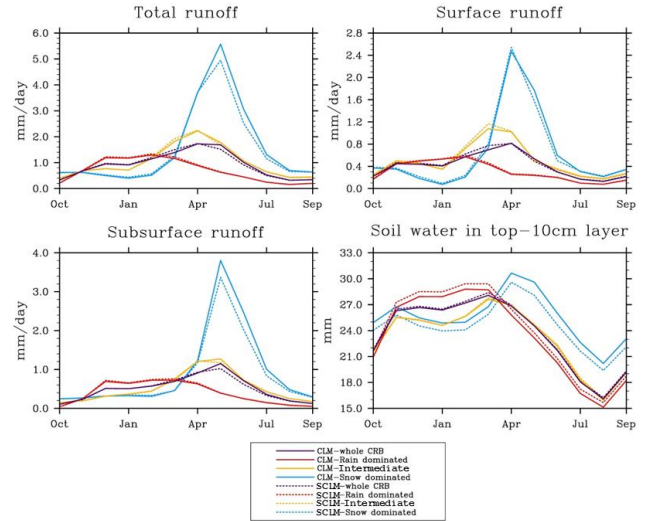 Total runoff
Surface runoff
mm/day
6.0
5.0
4.0
3.0
2.0
1.0
0.0
Oct
Jan
Apr
Jul
Sep
mm/day
2.8
2.4
2.0
1.6
1.2
0.8
0.4
0.0
Oct
Jan
Apr
Jul
Sep
Subsurface runoff
Soil water in top-10cm layer
mm/day
4.0
3.0
2.0
1.0
0.0
Oct
Jan
Apr
Jul
Sep
mm
33.0
30.0
27.0
24.0
21.0
18.0
15.0
Oct
Jan
Apr
Jul
Sep
CLM-whole CRB
CLM-Rain dominated
CLM-Intermediate
CLM-Snow dominated
SCLM-whole CRB
SCLM-Rain dominated
SCLM-Intermediate
SCLM-Snow dominated